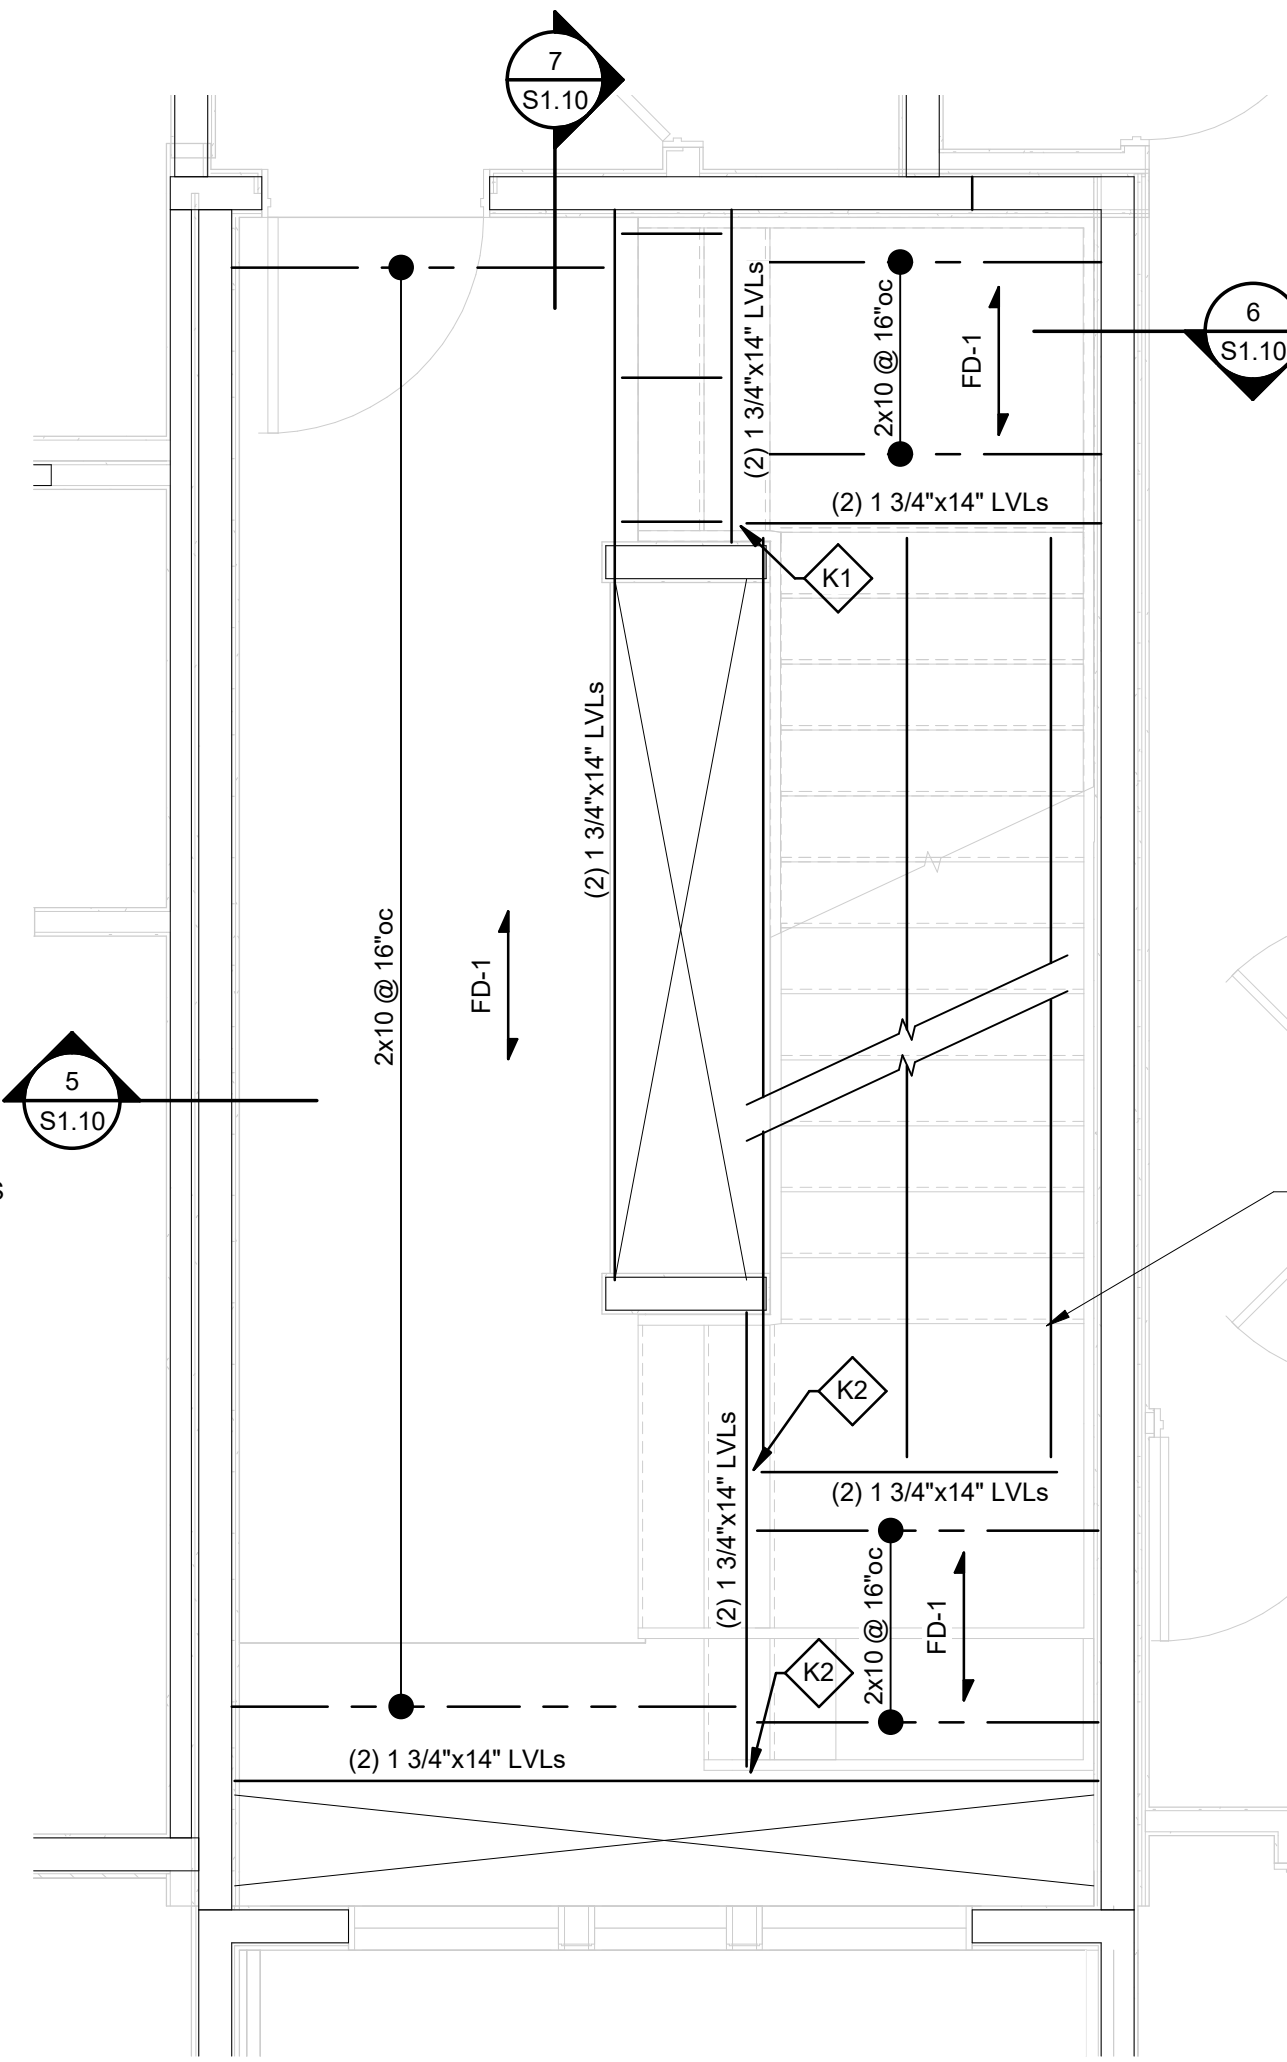 7
S1.10
(2) 1 3/4"x14" LVLs
2x10 @ 16"oc
FD-1
6
S1.10
(2) 1 3/4"x14" LVLs
K1
(2) 1 3/4"x14" LVLs
2x10 @ 16"oc
FD-1
5
S1.10
s
K2
(2) 1 3/4"x14" LVLs
(2) 1 3/4"x14" LVLs
2x10 @ 16"oc
FD-1
K2
(2) 1 3/4"x14" LVLs